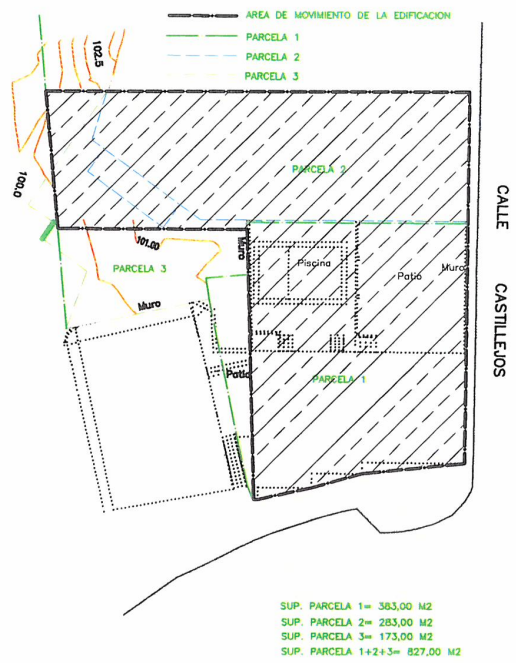 AREA DE MOVIMIENTO DE LA EDIFICACION
PARCELA 1
PARCELA 2
PARCELA 3
102.5
100.0
PARCELA 2
CALLE CASTILLEJOS
101.00
Muro
Piscina
Patio
Muro
PARCELA 3
Muro
Patio
PARCELA 1
SUP. PARCELA 1= 383,00 M2
SUP. PARCELA 2= 283,00 M2
SUP. PARCELA 3= 173,00 M2
SUP. PARCELA 1+2+3= 827,00 M2